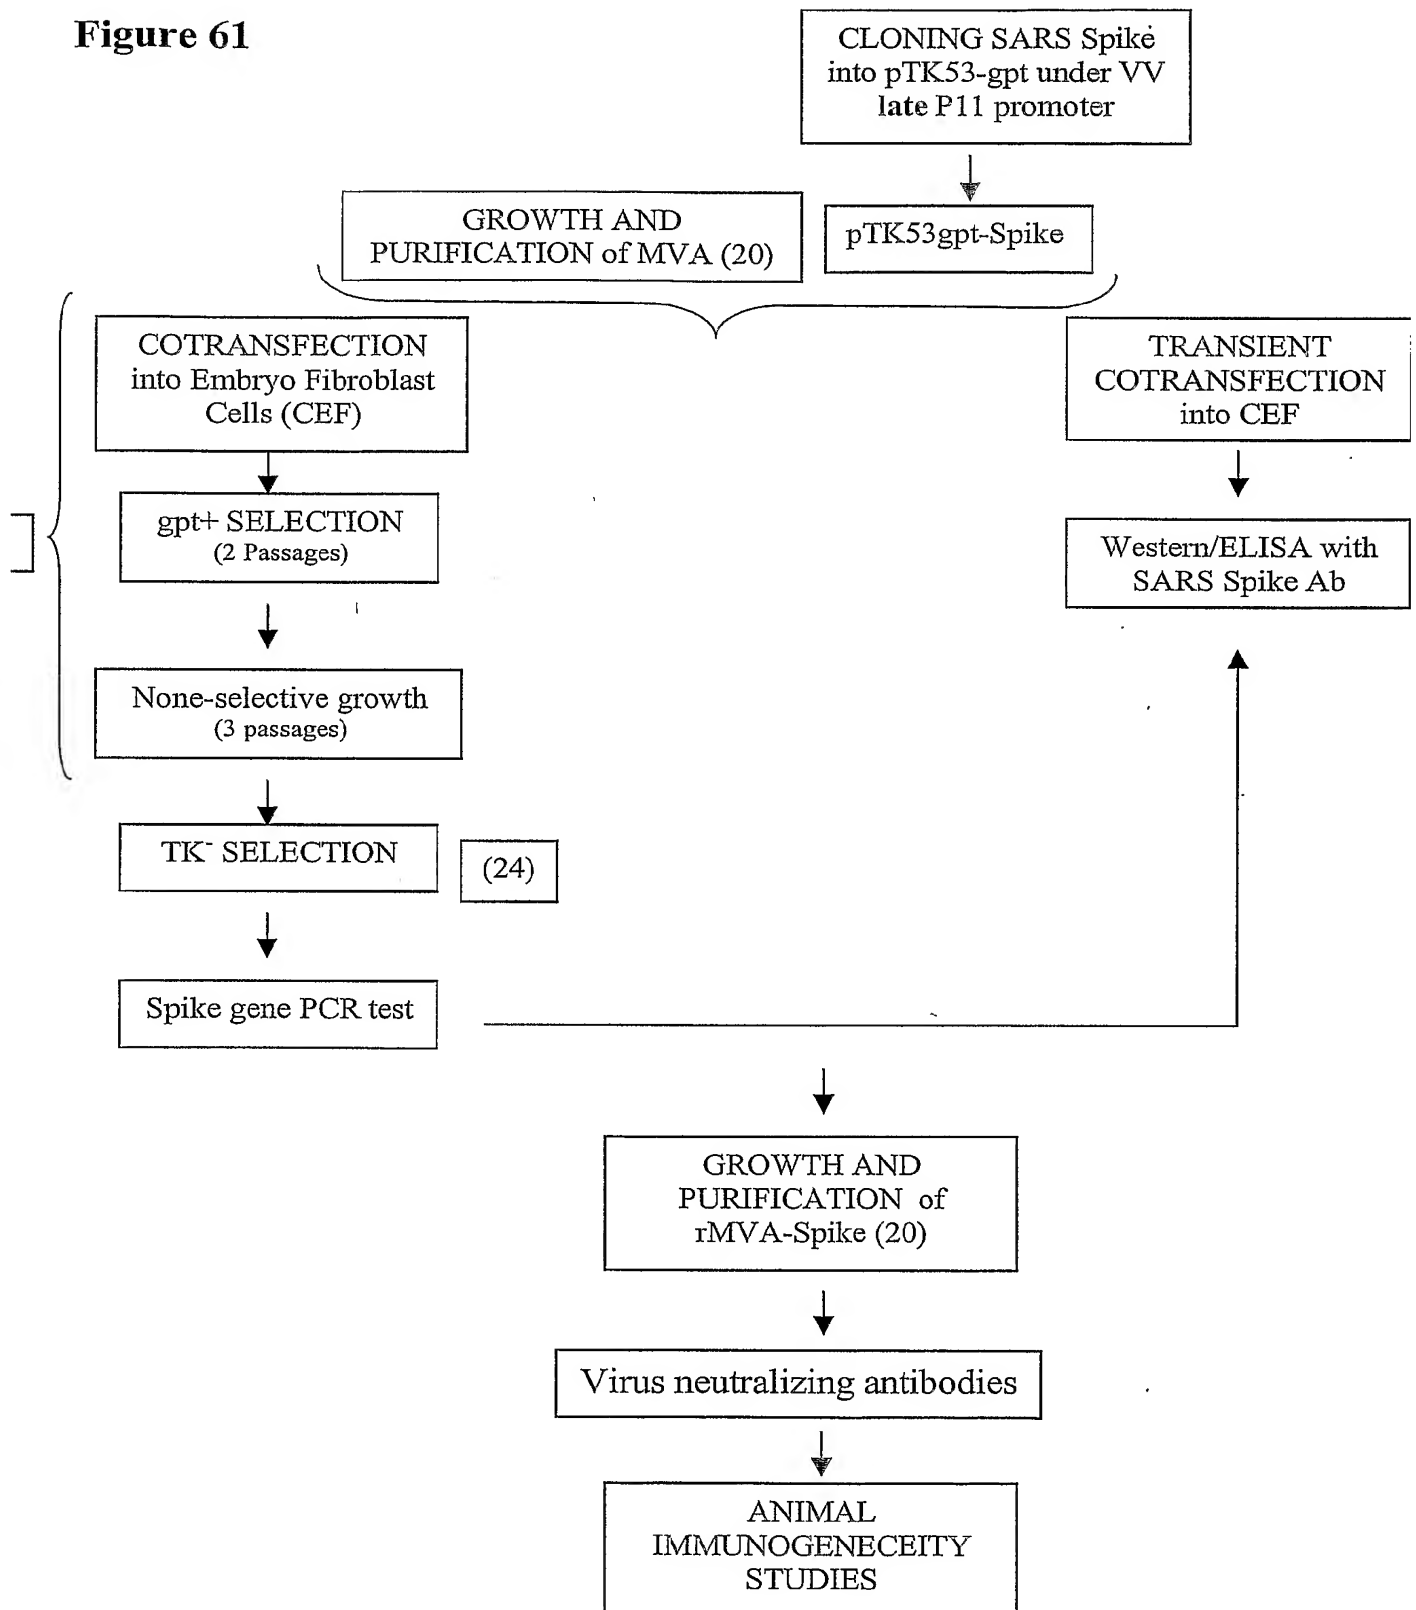 Figure 61
CLONING SARS Spike
into pTK53-gpt under VV
late P11 promoter
GROWTH AND
PURIFICATION of MVA (20)
pTK53gpt-Spike
COTRANSFECTION
into Embryo Fibroblast
Cells (CEF)
TRANSIENT
COTRANSFECTION
into CEF
gpt+ SELECTION
(2 Passages)
Western/ELISA with
SARS Spike Ab
None-selective growth
(3 passages)
TK⁻ SELECTION
(24)
Spike gene PCR test
GROWTH AND
PURIFICATION of
rMVA-Spike (20)
Virus neutralizing antibodies
ANIMAL
IMMUNOGENECEITY
STUDIES